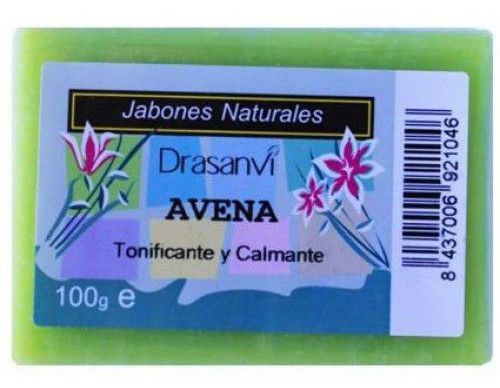 Jabones Naturales
Drasanvi
AVENA
Tonificante y Calmante
100g e
8 437006 921046